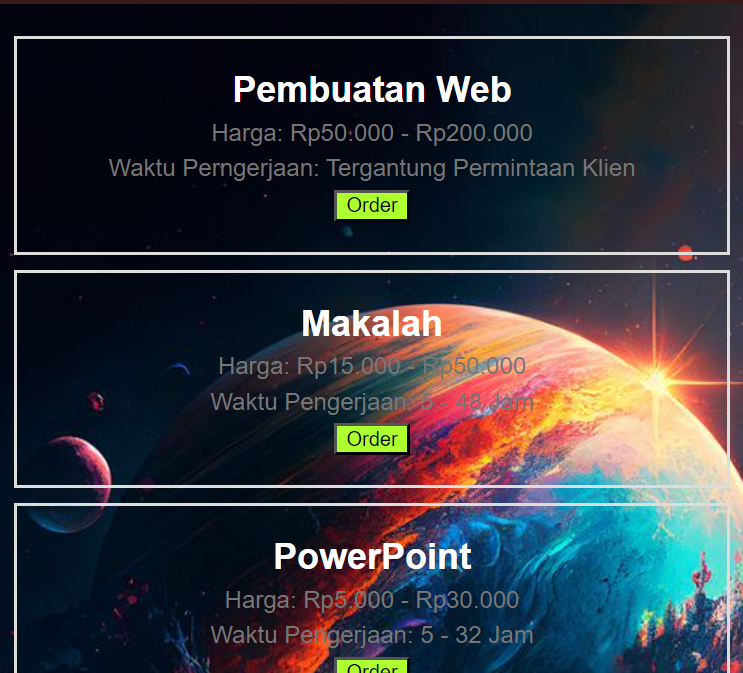 Pembuatan Web
Harga: Rp50.000 - Rp200.000
Waktu Perngerjaan: Tergantung Permintaan Klien
Order
Makalah
Harga: Rp15.000 - Rp50.000
Waktu Pengerjaan: 5 - 48 Jam
Order
PowerPoint
Harga: Rp5.000 - Rp30.000
Waktu Pengerjaan: 5 - 32 Jam
Order